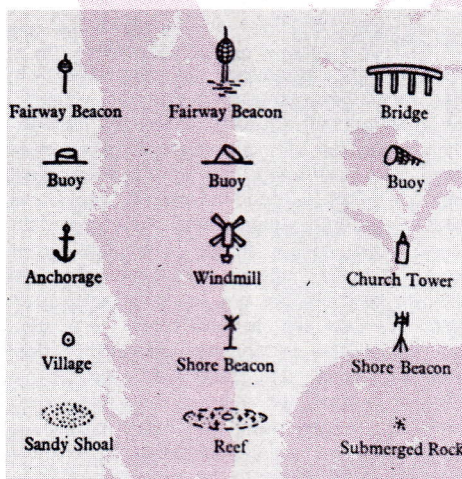 Fairway Beacon Fairway Beacon Bridge
Buoy Buoy Buoy
Anchorage Windmill Church Tower
Village Shore Beacon Shore Beacon
Sandy Shoal Reef Submerged Rock